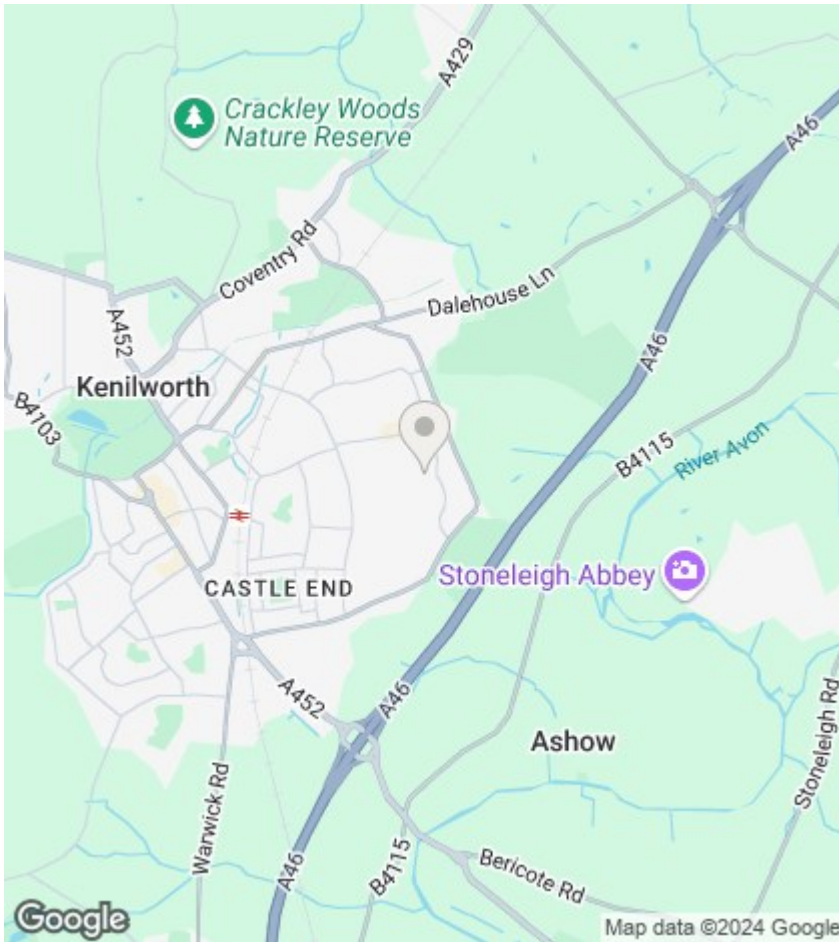 A429
Crackley Woods
Nature Reserve
A46
Coventry Rd
Dalehouse Ln
A452
A46
Kenilworth
B4103
B4115
River Avon
Stoneleigh Abbey
CASTLE END
A452
A46
Ashow
Stoneleigh Rd
Warwick Rd
A46
B4115
Bericote Rd
Google
Map data ©2024 Google